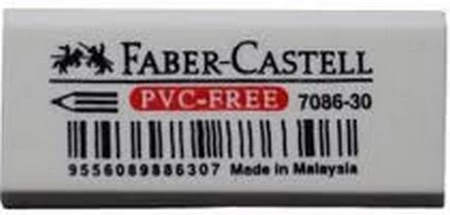 FABER-CASTELL
PVC-FREE 7086-30
9556089886307 Made in Malaysia